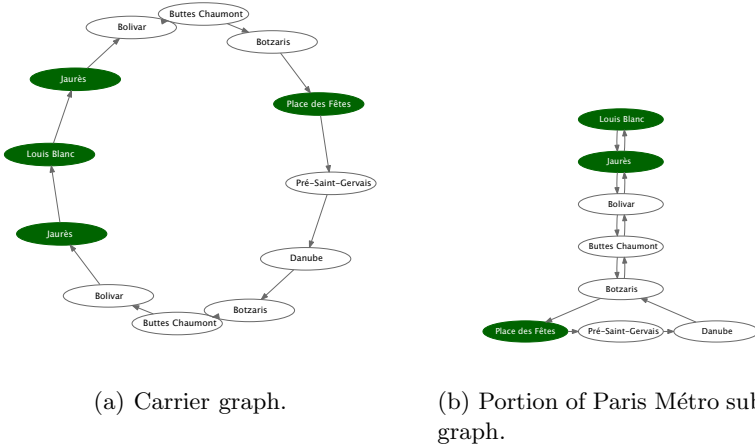 Buttes Chaumont
Bolivar
Botzaris
Jaurès
Place des Fêtes
Louis Blanc
Pré-Saint-Gervais
Jaurès
Danube
Bolivar
Botzaris
Buttes Chaumont
Louis Blanc
Jaurès
Bolivar
Buttes Chaumont
Botzaris
Place des Fêtes
Pré-Saint-Gervais
Danube
(a) Carrier graph.
(b) Portion of Paris Métro sub
graph.